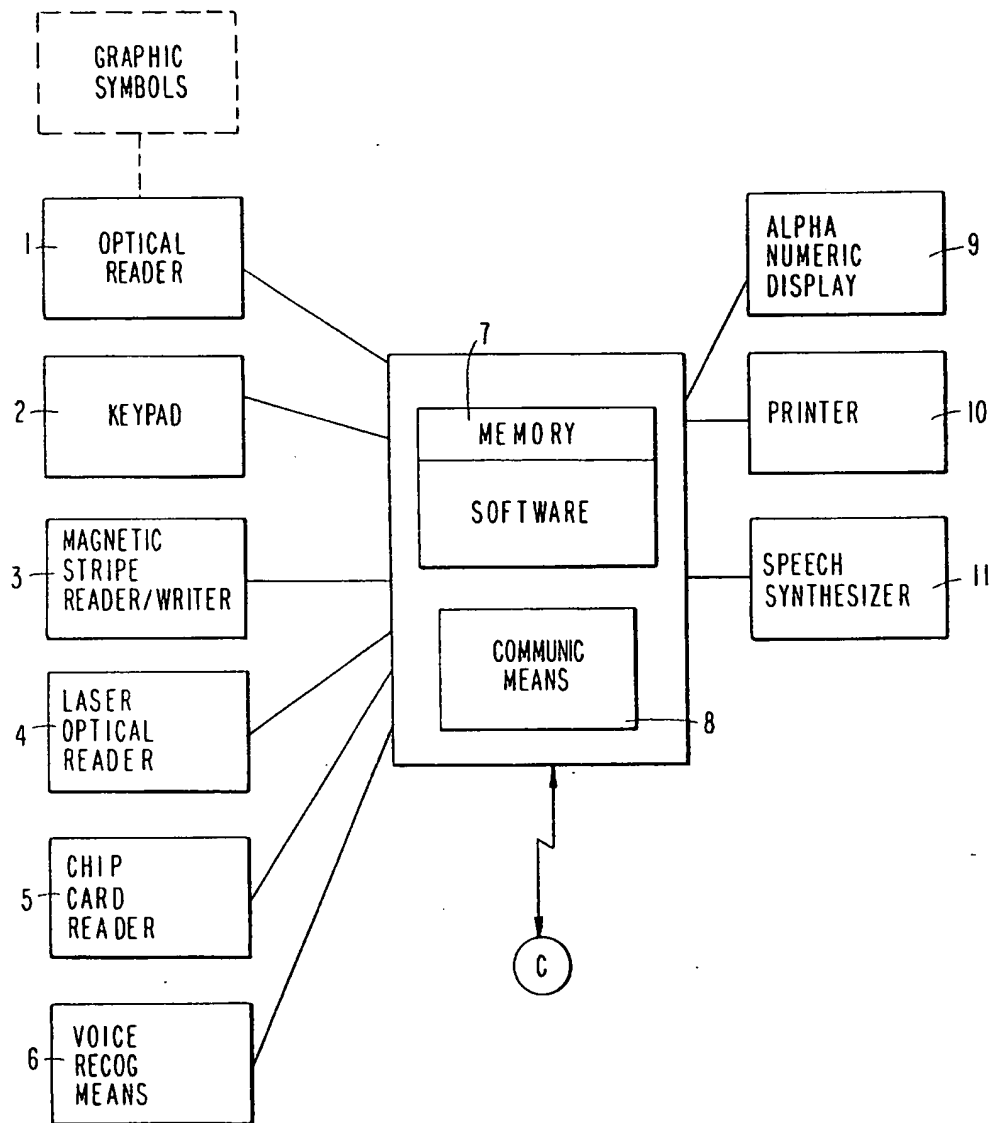 GRAPHIC
SYMBOLS
1
OPTICAL
READER
2
KEYPAD
3
MAGNETIC
STRIPE
READER/WRITER
4
LASER
OPTICAL
READER
5
CHIP
CARD
READER
6
VOICE
RECOG
MEANS
7
MEMORY
SOFTWARE
COMMUNIC
MEANS
8
C
ALPHA
NUMERIC
DISPLAY
9
PRINTER
10
SPEECH
SYNTHESIZER
11